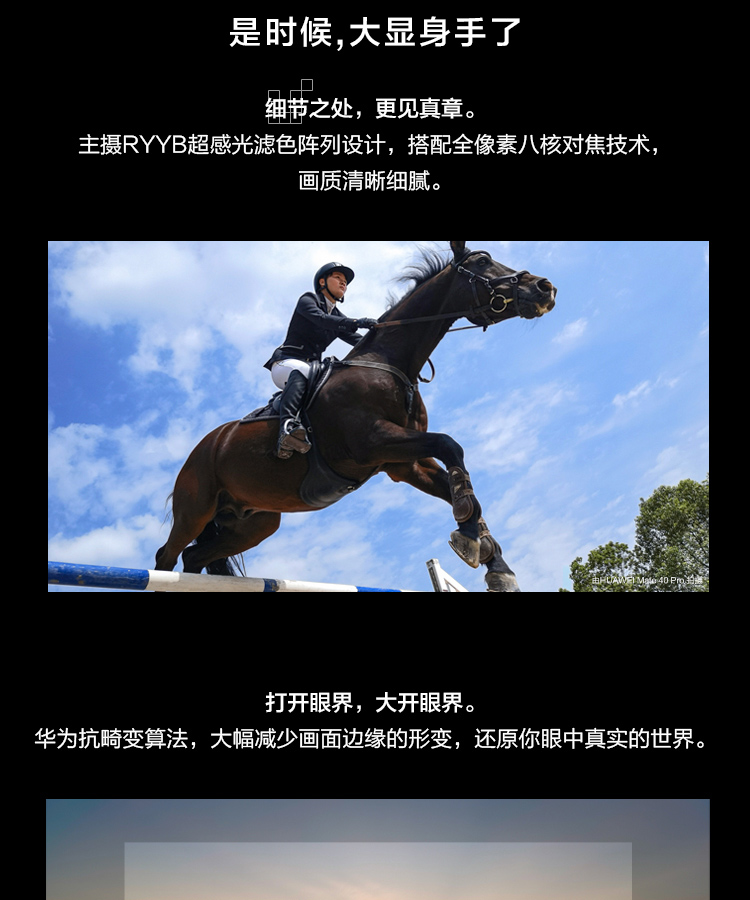 是时候,大显身手了
细节之处，更见真章。
主摄RYYB超感光滤色阵列设计，搭配全像素八核对焦技术，
画质清晰细腻。
由HUAWEI Mate 40 Pro 拍摄
打开眼界，大开眼界。
华为抗畸变算法，大幅减少画面边缘的形变，还原你眼中真实的世界。